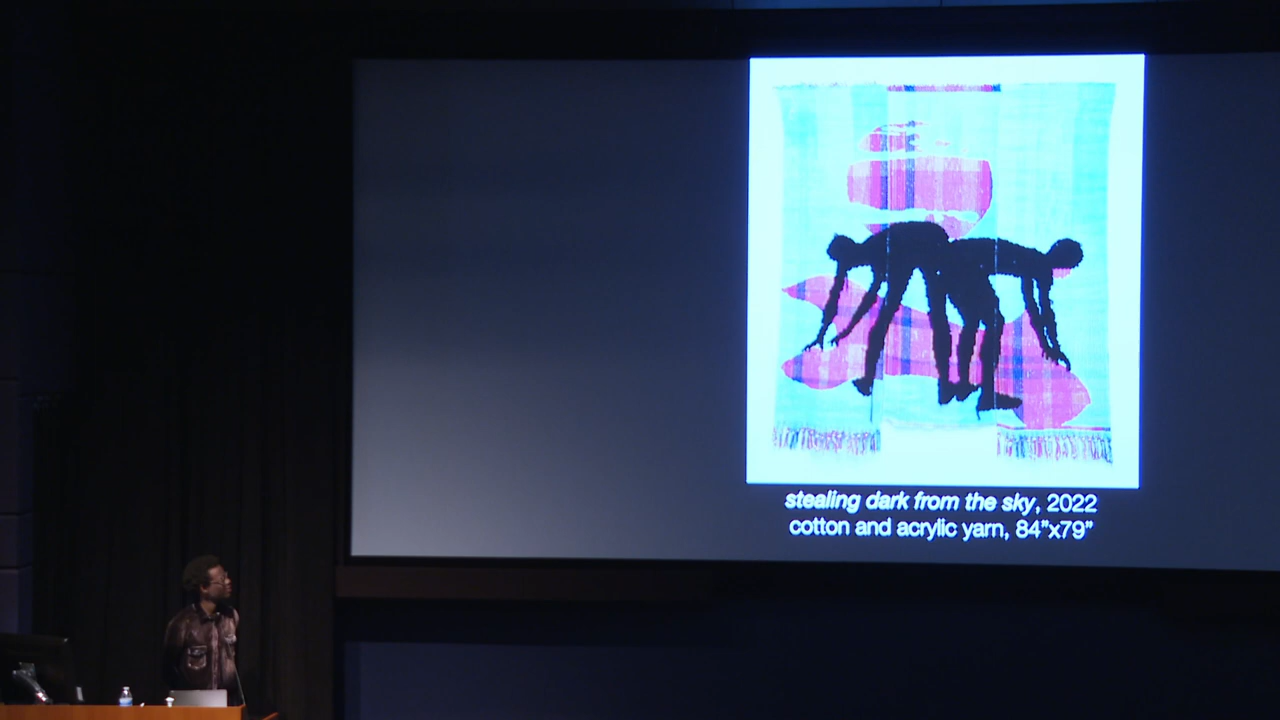 stealing dark from the sky, 2022
cotton and acrylic yarn, 84”x79”